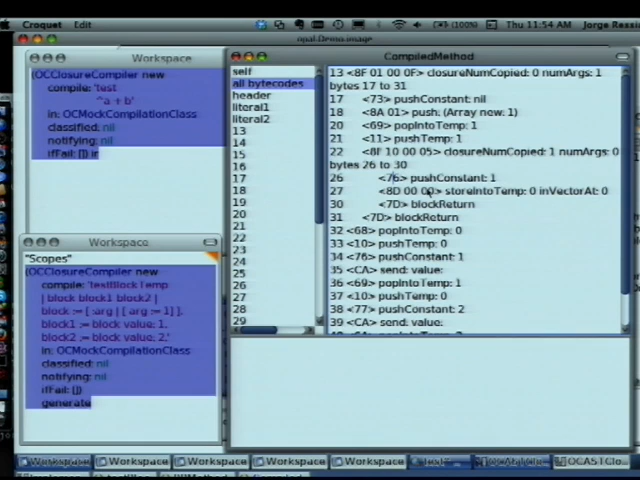 Croquet Edit (100%) Thu 11:54 AM Jorge Ressia
opal-Demo.image
Workspace
(OCClosureCompiler new
compile: 'test
^a + b'
in: OCMockCompilationClass
classified: nil
notifying: nil
ifFail: []) ir
Workspace
"Scopes"
(OCClosureCompiler new
compile: 'testBlockTemp
| block block1 block2 |
block := [ :arg | [ arg := 1]].
block1 := block value: 1.
block2 := block value: 2.'
in: OCMockCompilationClass
classified: nil
notifying: nil
ifFail: [])
generate
CompiledMethod
self
all bytecodes
header
literal1
literal2
13
14
15
16
17
18
19
20
21
22
23
24
25
26
27
28
29
13 <8F 01 00 0F> closureNumCopied: 0 numArgs: 1
bytes 17 to 31
17 <73> pushConstant: nil
18 <8A 01> push: (Array new: 1)
20 <69> popIntoTemp: 1
21 <11> pushTemp: 1
22 <8F 10 00 05> closureNumCopied: 1 numArgs: 0
bytes 26 to 30
26 <76> pushConstant: 1
27 <8D 00 00> storeIntoTemp: 0 inVectorAt: 0
30 <7D> blockReturn
31 <7D> blockReturn
32 <68> popIntoTemp: 0
33 <10> pushTemp: 0
34 <76> pushConstant: 1
35 <CA> send: value:
36 <69> popIntoTemp: 1
37 <10> pushTemp: 0
38 <77> pushConstant: 2
39 <CA> send: value:
Workspace Workspace Workspace Workspace Workspace